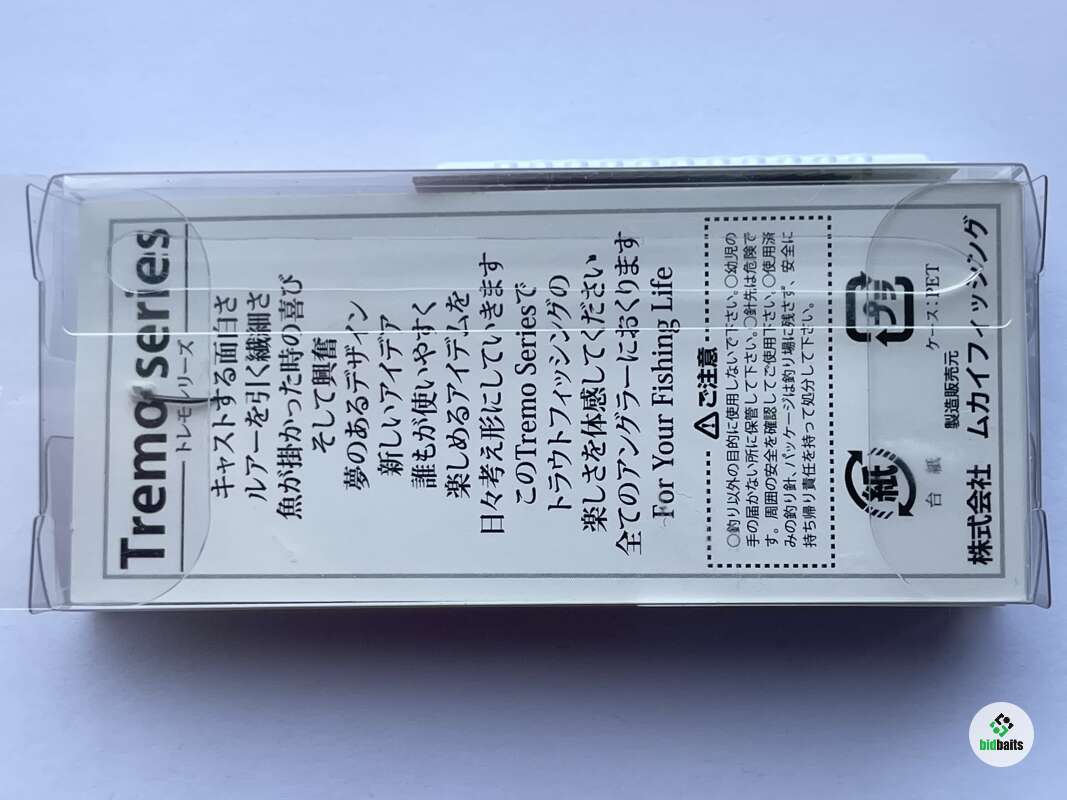 Tremo series
トレモシリーズ
キャストする面白さ
ルアーを引く繊細さ
魚が掛かった時の喜び
そして興奮
夢のあるデザイン
新しいアイデア
誰もが使いやすく
楽しめるアイデムを
日々考え形にしていきます
このTremo Seriesで
トラウトフィッシングの
楽しさを体感してください
全てのアングラーにおくります
For Your Fishing Life
⚠ご注意
○釣り以外の目的に使用しないで下さい。○幼児の
手の届かない所に保管して下さい。○針先は危険で
す。周囲の安全を確認してご使用下さい。○使用済
みの釣り針、パッケージは釣り場に残さず、安全に
持ち帰り責任を持って処分して下さい。
紙
プラ
台紙
ケース:PET
製造販売元
株式会社 ムカイフィッシング
bidbaits